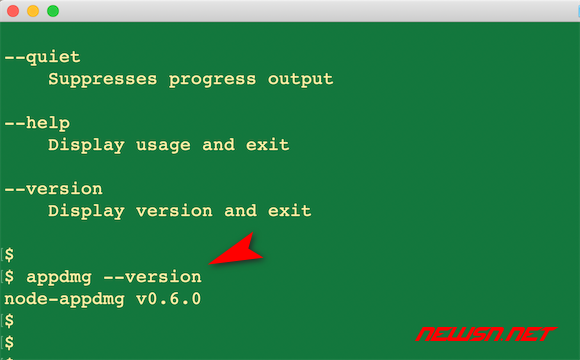 --quiet
Suppresses progress output
--help
Display usage and exit
--version
Display version and exit
$
$ appdmg --version
node-appdmg v0.6.0
$
$
NEWSN NET